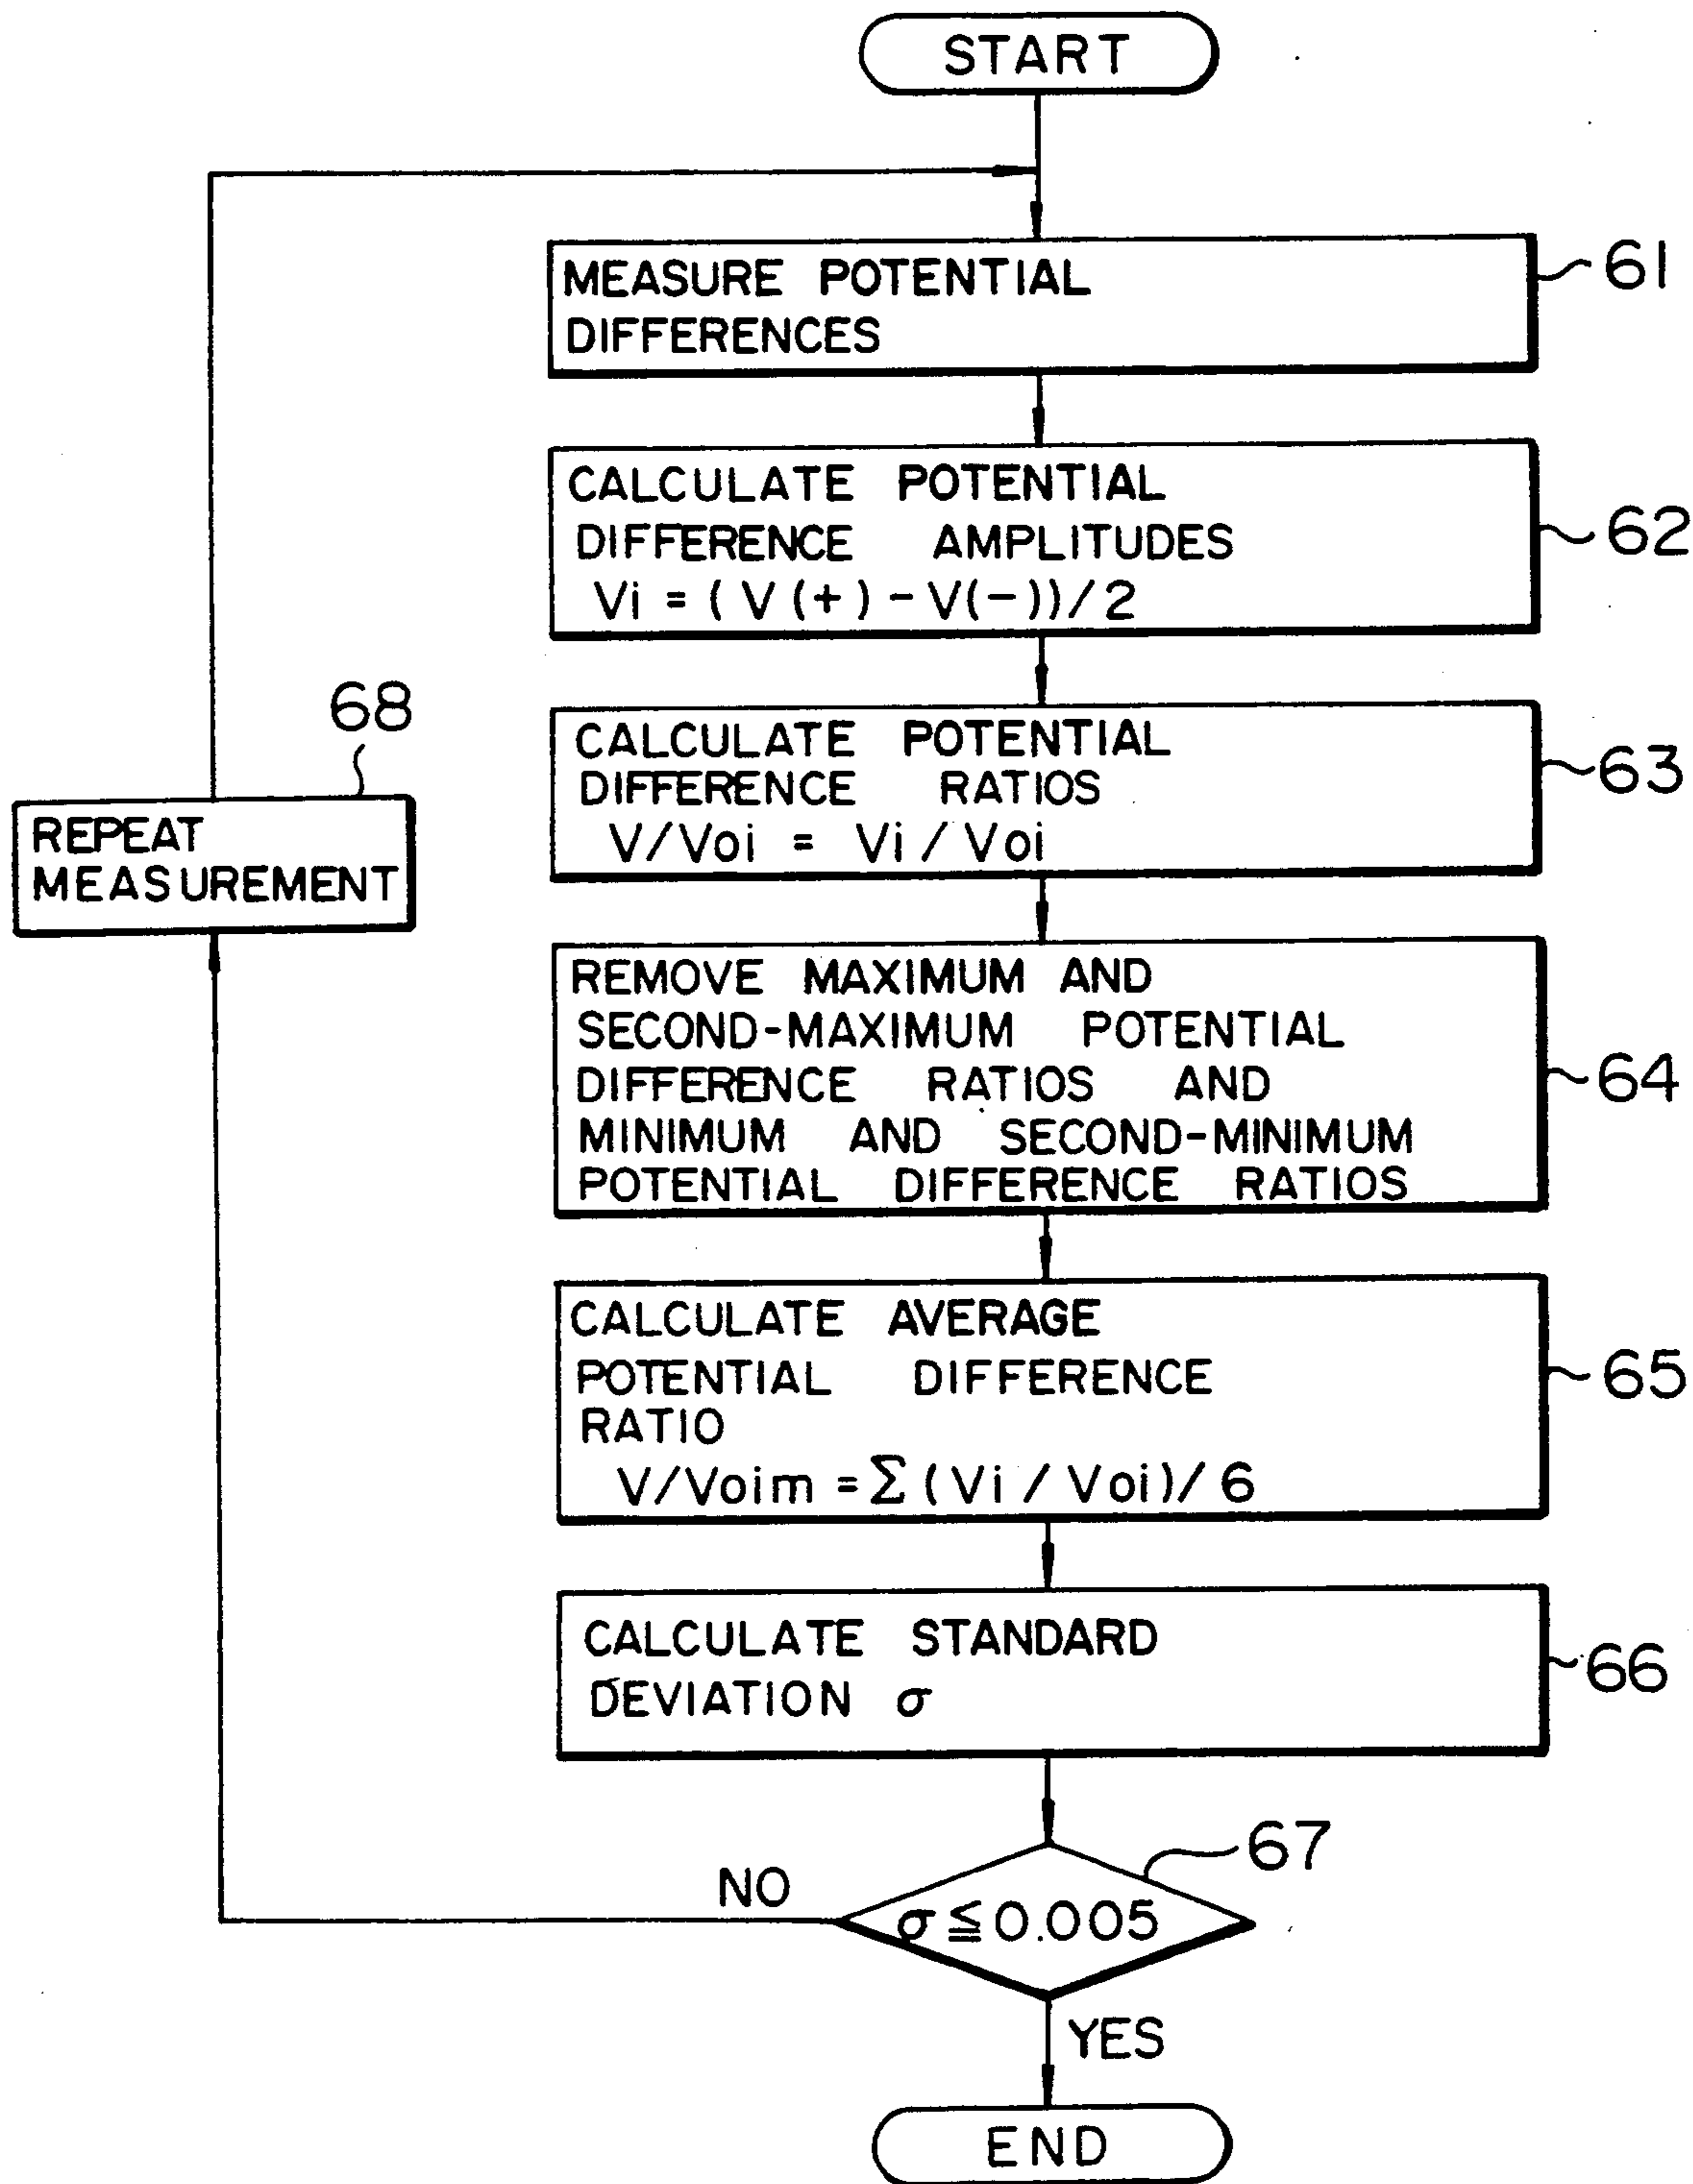 START
MEASURE POTENTIAL
DIFFERENCES
61
CALCULATE POTENTIAL
DIFFERENCE AMPLITUDES
Vi = (V(+) - V(-))/2
62
CALCULATE POTENTIAL
DIFFERENCE RATIOS
V/Voi = Vi / Voi
63
68
REPEAT
MEASUREMENT
REMOVE MAXIMUM AND
SECOND-MAXIMUM POTENTIAL
DIFFERENCE RATIOS AND
MINIMUM AND SECOND-MINIMUM
POTENTIAL DIFFERENCE RATIOS
64
CALCULATE AVERAGE
POTENTIAL DIFFERENCE
RATIO
V/Voim = Σ (Vi / Voi) / 6
65
CALCULATE STANDARD
DEVIATION σ
66
67
NO
σ ≦ 0.005
YES
END